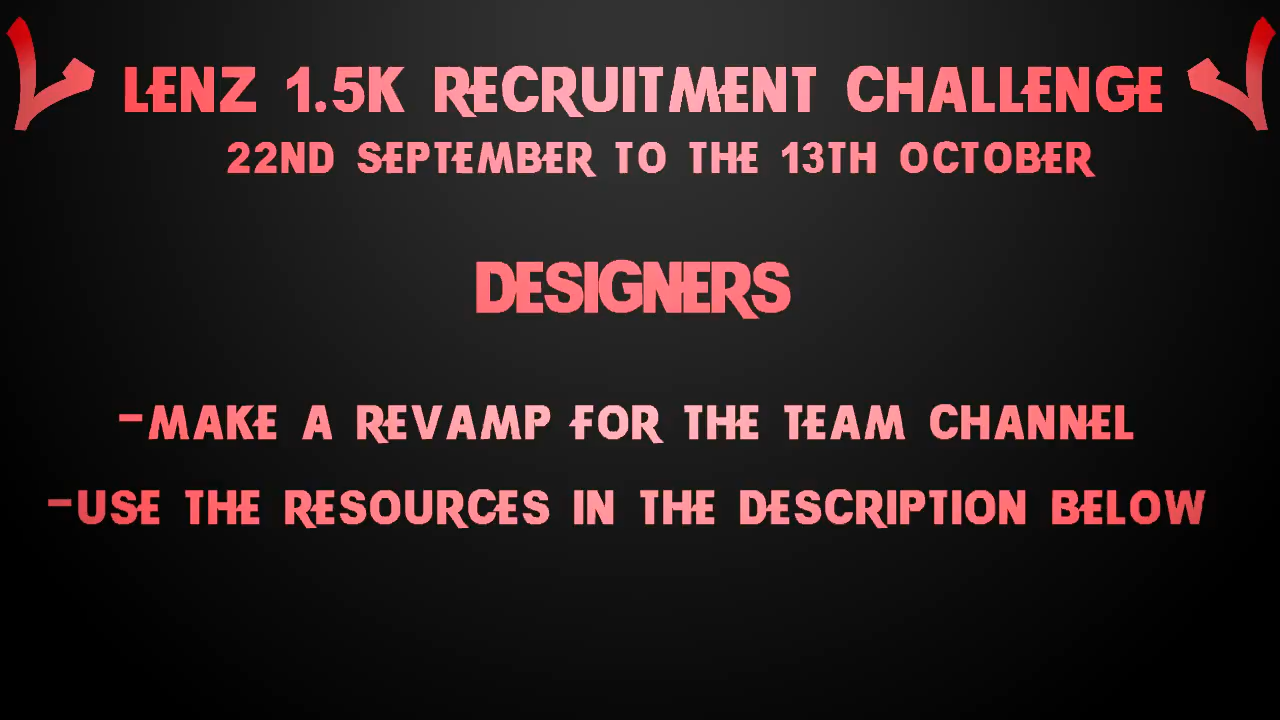 LENZ 1.5K RECRUITMENT CHALLENGE
22ND SEPTEMBER TO THE 13TH OCTOBER
DESIGNERS
-MAKE A REVAMP FOR THE TEAM CHANNEL
-USE THE RESOURCES IN THE DESCRIPTION BELOW